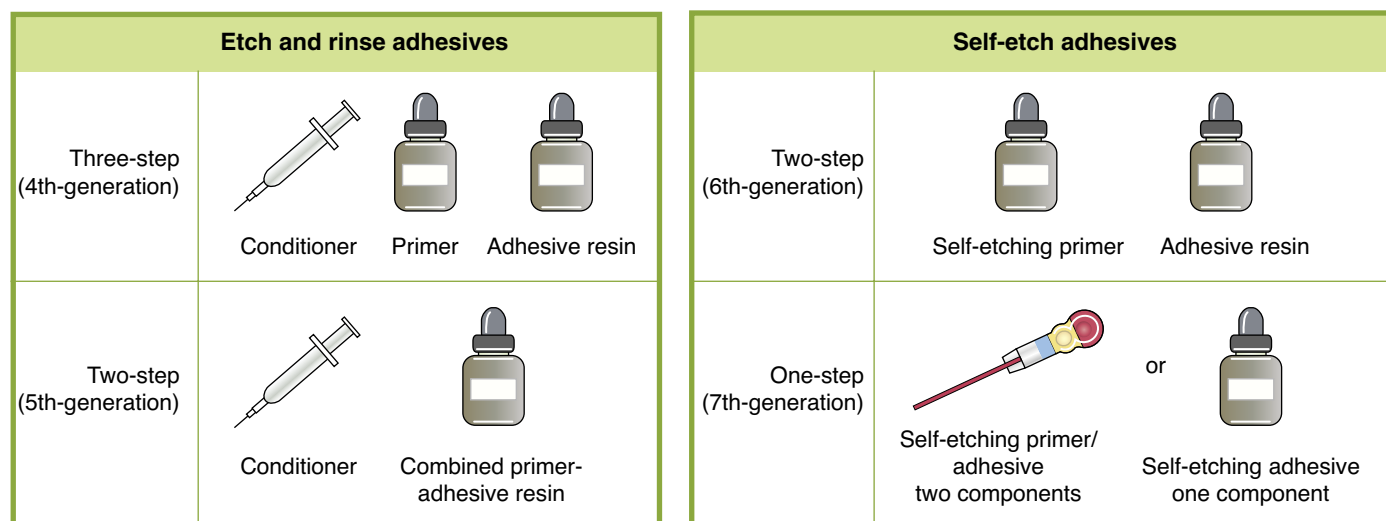 Etch and rinse adhesives
Three-step
(4th-generation)
Conditioner
Primer
Adhesive resin
Two-step
(5th-generation)
Conditioner
Combined primer-
adhesive resin
Self-etch adhesives
Two-step
(6th-generation)
Self-etching primer
Adhesive resin
One-step
(7th-generation)
Self-etching primer/
adhesive
two components
or
Self-etching adhesive
one component